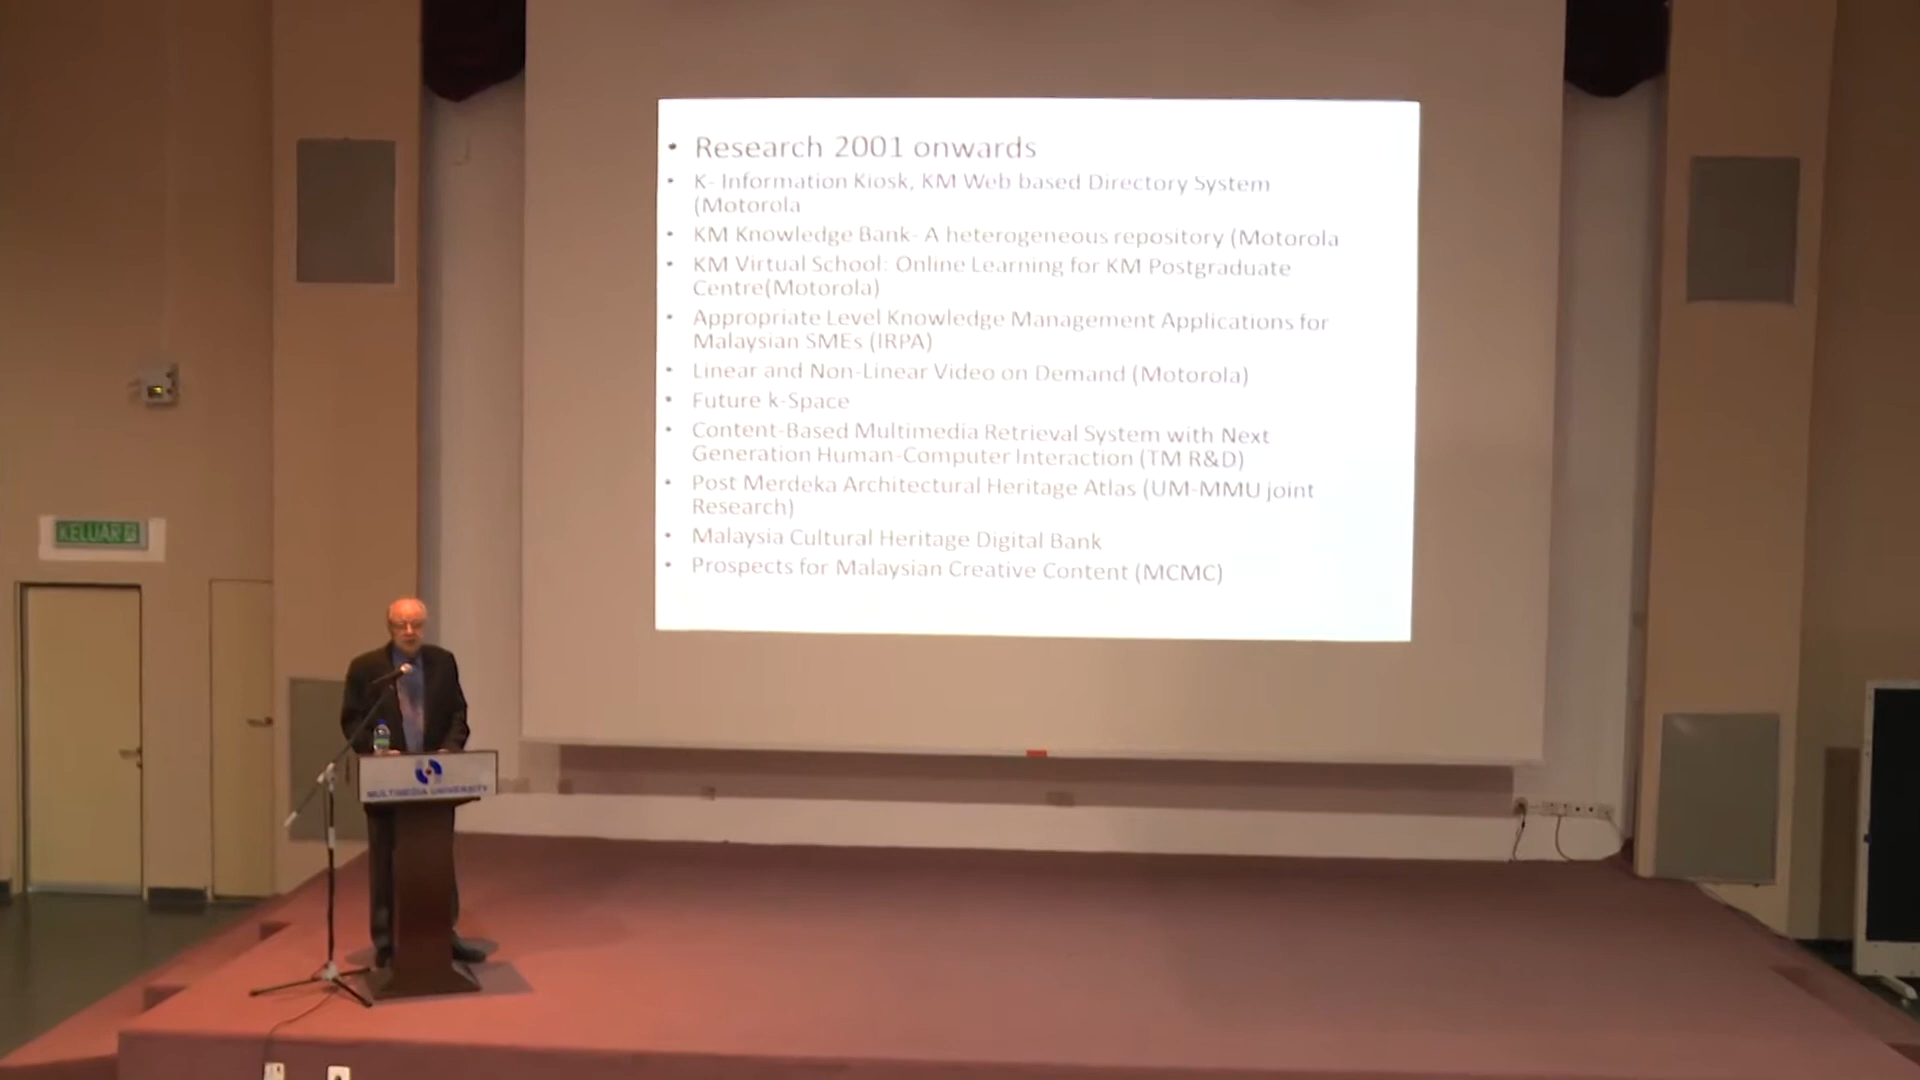 • Research 2001 onwards
• K- Information Kiosk, KM Web based Directory System
(Motorola
• KM Knowledge Bank- A heterogeneous repository (Motorola
• KM Virtual School: Online Learning for KM Postgraduate
Centre(Motorola)
• Appropriate Level Knowledge Management Applications for
Malaysian SMEs (IRPA)
• Linear and Non-Linear Video on Demand (Motorola)
• Future k-Space
• Content-Based Multimedia Retrieval System with Next
Generation Human-Computer Interaction (TM R&D)
• Post Merdeka Architectural Heritage Atlas (UM-MMU joint
Research)
• Malaysia Cultural Heritage Digital Bank
• Prospects for Malaysian Creative Content (MCMC)
KELUAR
MULTIMEDIA UNIVERSITY